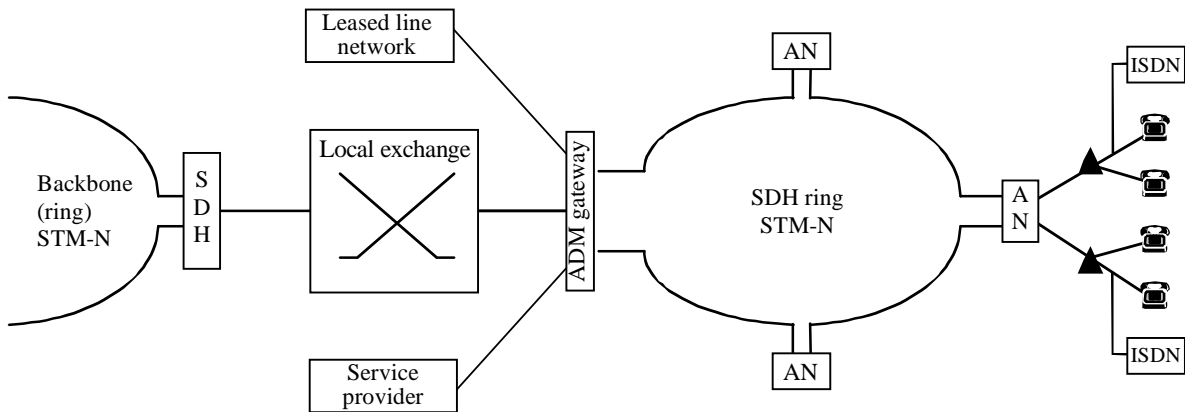 Leased line
network
AN
ISDN
Local exchange
Backbone
(ring)
STM-N
S
D
H
ADM gateway
SDH ring
STM-N
A
N
Service
provider
AN
ISDN